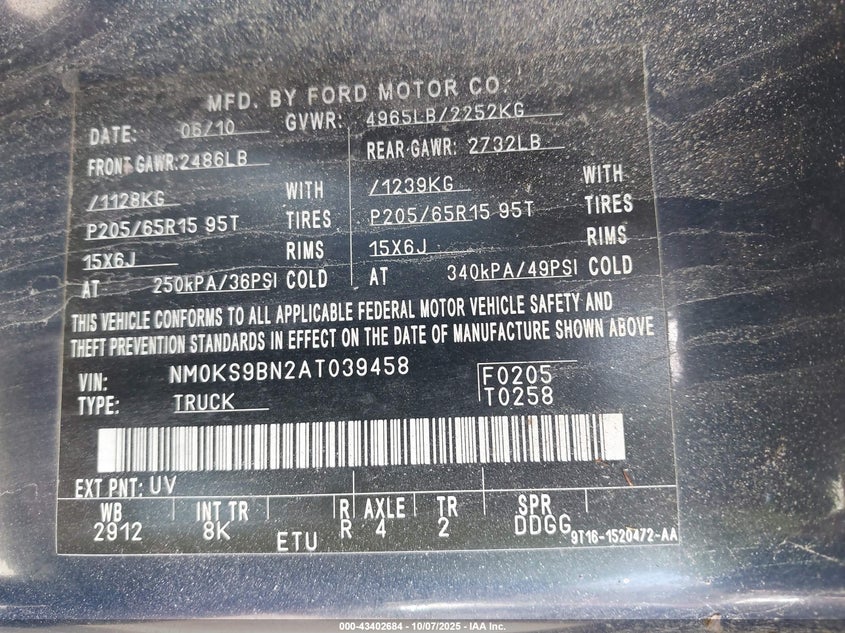 MFD. BY FORD MOTOR CO.
DATE: 06/10 GVWR: 4965LB/2252KG
FRONT GAWR: 2486LB REAR GAWR: 2732LB
/1128KG WITH /1239KG WITH
P205/65R15 95T TIRES P205/65R15 95T TIRES
15X6J RIMS 15X6J RIMS
AT 250kPA/36PSI COLD AT 340kPA/49PSI COLD
THIS VEHICLE CONFORMS TO ALL APPLICABLE FEDERAL MOTOR VEHICLE SAFETY AND
THEFT PREVENTION STANDARDS IN EFFECT ON THE DATE OF MANUFACTURE SHOWN ABOVE
VIN: NM0KS9BN2AT039458 F0205
TYPE: TRUCK T0258
EXT PNT: UV
WB INT TR R AXLE TR SPR
2912 8K ETU R 4 2 DDGG 9T16-1520472-AA
000-43402684 - 10/07/2025 - IAA Inc.